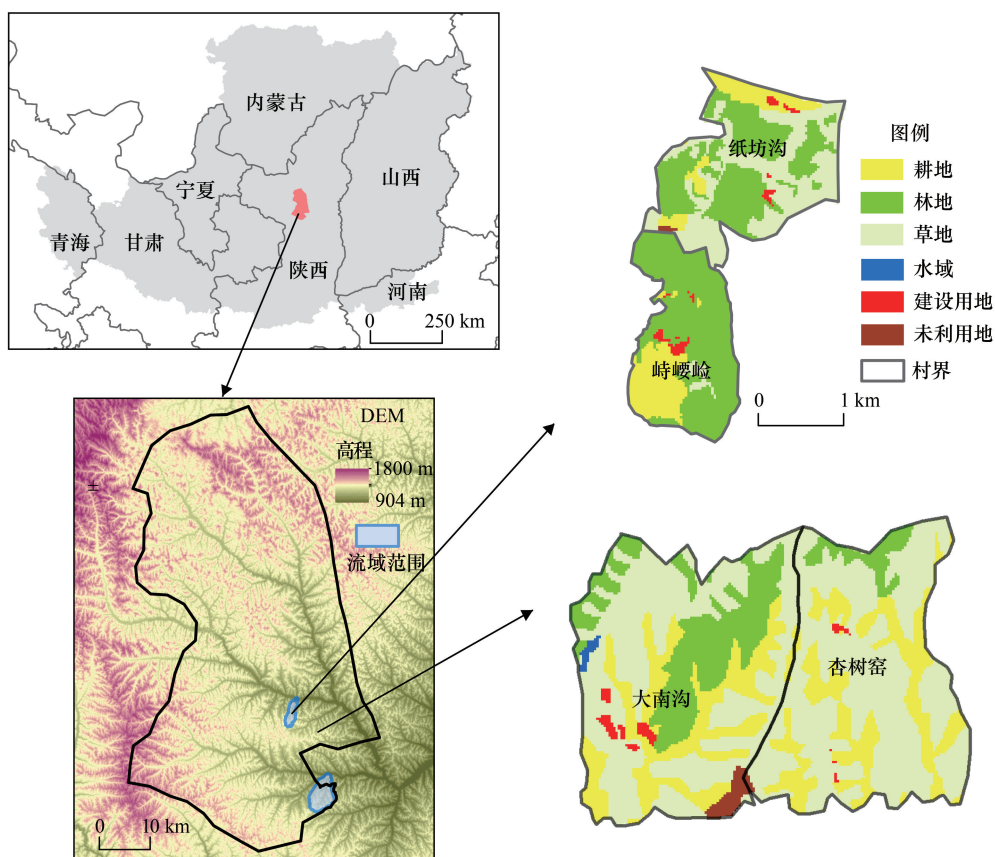 内蒙古
宁夏
山西
青海
甘肃
陕西
河南
0 250 km
DEM
高程
1800 m
904 m
流域范围
0 10 km
纸坊沟
峙崾崄
0 1 km
图例
耕地
林地
草地
水域
建设用地
未利用地
村界
大南沟
杏树窑